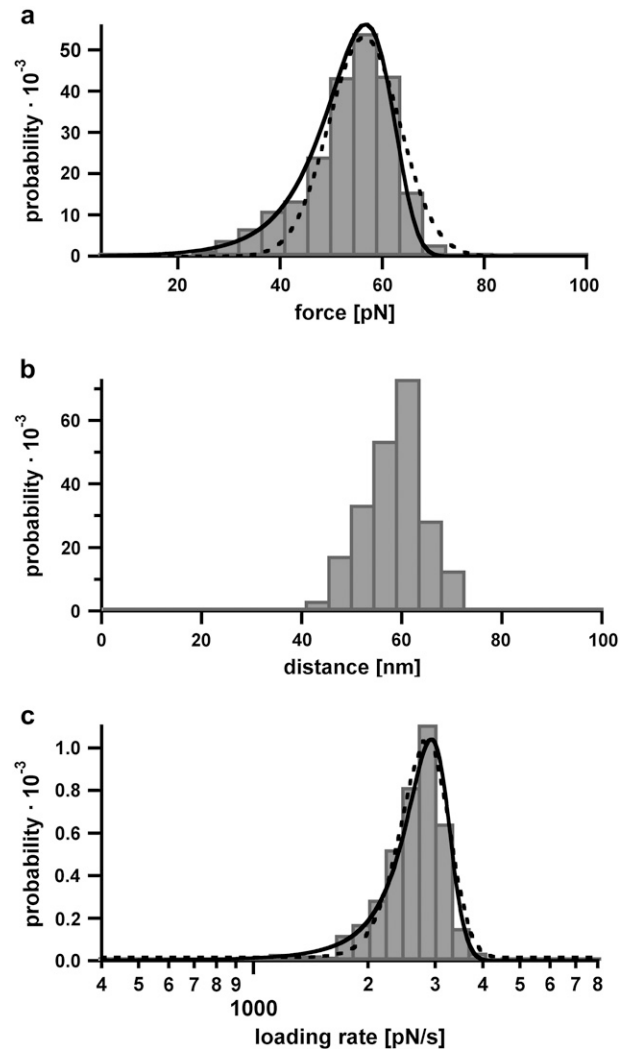 a
probability · 10⁻³
50
40
30
20
10
0
20 40 60 80 100
force [pN]
b
probability · 10⁻³
60
40
20
0
0 20 40 60 80 100
distance [nm]
c
probability · 10⁻³
1.0
0.8
0.6
0.4
0.2
0.0
4 5 6 7 8 9 2 3 4 5 6 7 8
1000
loading rate [pN/s]